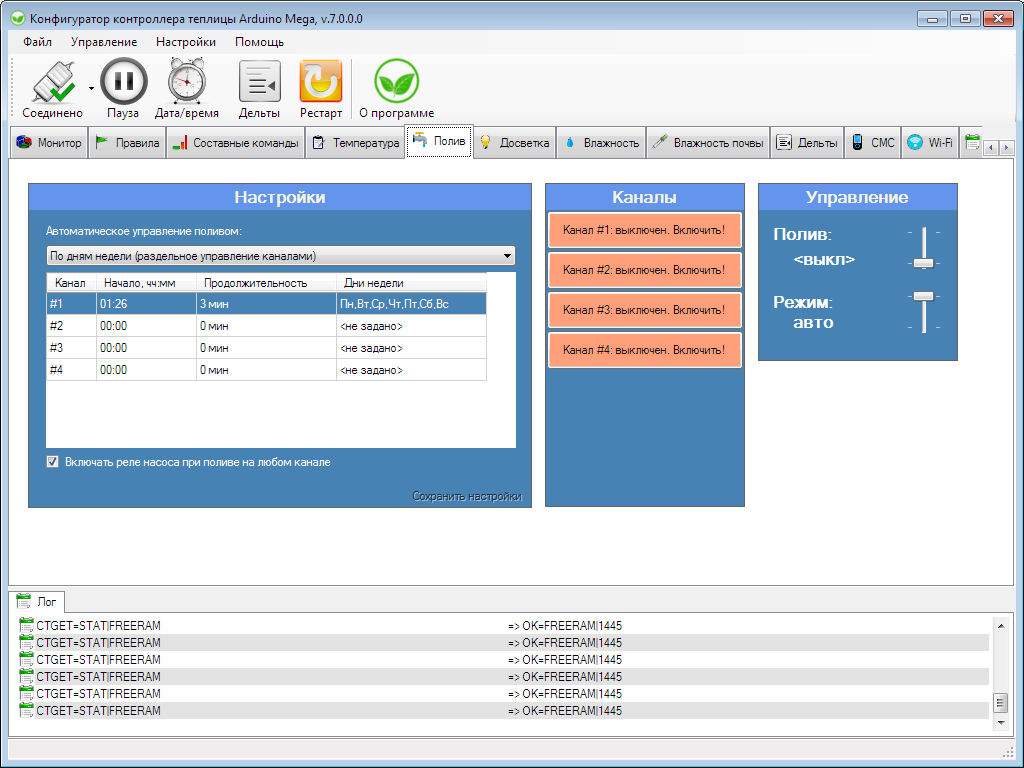 Конфигуратор контроллера теплицы Arduino Mega, v.7.0.0.0
Файл Управление Настройки Помощь
Соединено Пауза Дата/время Дельты Рестарт О программе
Монитор Правила Составные команды Температура Полив Досветка Влажность Влажность почвы Дельты СМС Wi-Fi
Настройки
Автоматическое управление поливом:
По дням недели (раздельное управление каналами)
Канал Начало, чч:мм Продолжительность Дни недели
#1 01:26 3 мин Пн,Вт,Ср,Чт,Пт,Сб,Вс
#2 00:00 0 мин <не задано>
#3 00:00 0 мин <не задано>
#4 00:00 0 мин <не задано>
Включать реле насоса при поливе на любом канале
Сохранить настройки
Каналы
Канал #1: выключен. Включить!
Канал #2: выключен. Включить!
Канал #3: выключен. Включить!
Канал #4: выключен. Включить!
Управление
Полив:
<выкл>
Режим:
авто
Лог
CTGET=STAT|FREERAM => OK=FREERAM|1445
CTGET=STAT|FREERAM => OK=FREERAM|1445
CTGET=STAT|FREERAM => OK=FREERAM|1445
CTGET=STAT|FREERAM => OK=FREERAM|1445
CTGET=STAT|FREERAM => OK=FREERAM|1445
CTGET=STAT|FREERAM => OK=FREERAM|1445